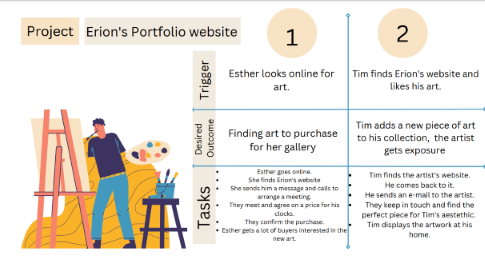 Project
Erion's Portfolio website
1
2
Trigger
Esther looks online for
art.
Tim finds Erion's website and
likes his art.
Desired
Outcome
Finding art to purchase
for her gallery
Tim adds a new piece of art
to his collection, the artist
gets exposure
Tasks
• Esther goes online.
• She finds Erion's website
• She sends him a message and calls to
arrange a meeting.
• They meet and agree on a price for his
clocks.
• They confirm the purchase.
• Esther gets a lot of buyers interested in the
new art.
• Tim finds the artist's website.
• He comes back to it.
• He sends an e-mail to the artist.
• They keep in touch and find the
perfect piece for Tim's aestethic.
• Tim displays the artwork at his
home.